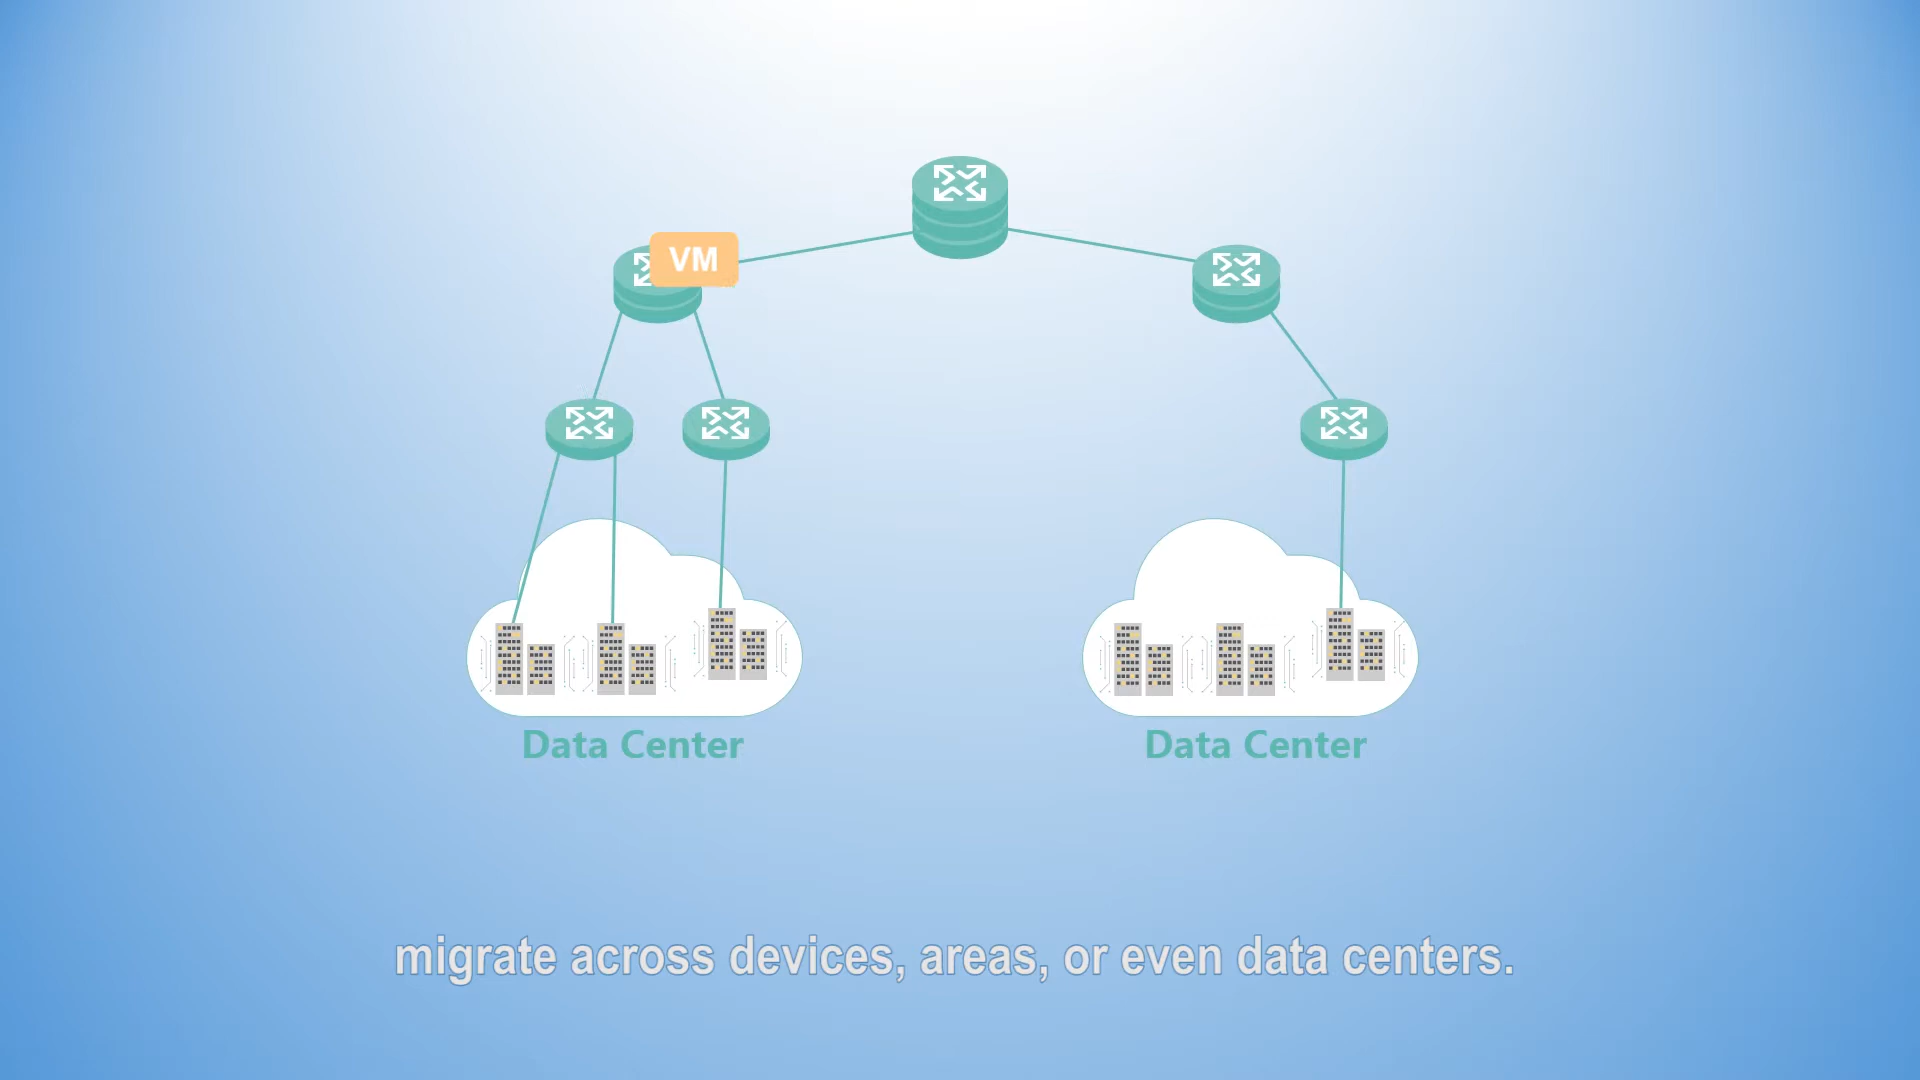 VM
Data Center
Data Center
migrate across devices, areas, or even data centers.